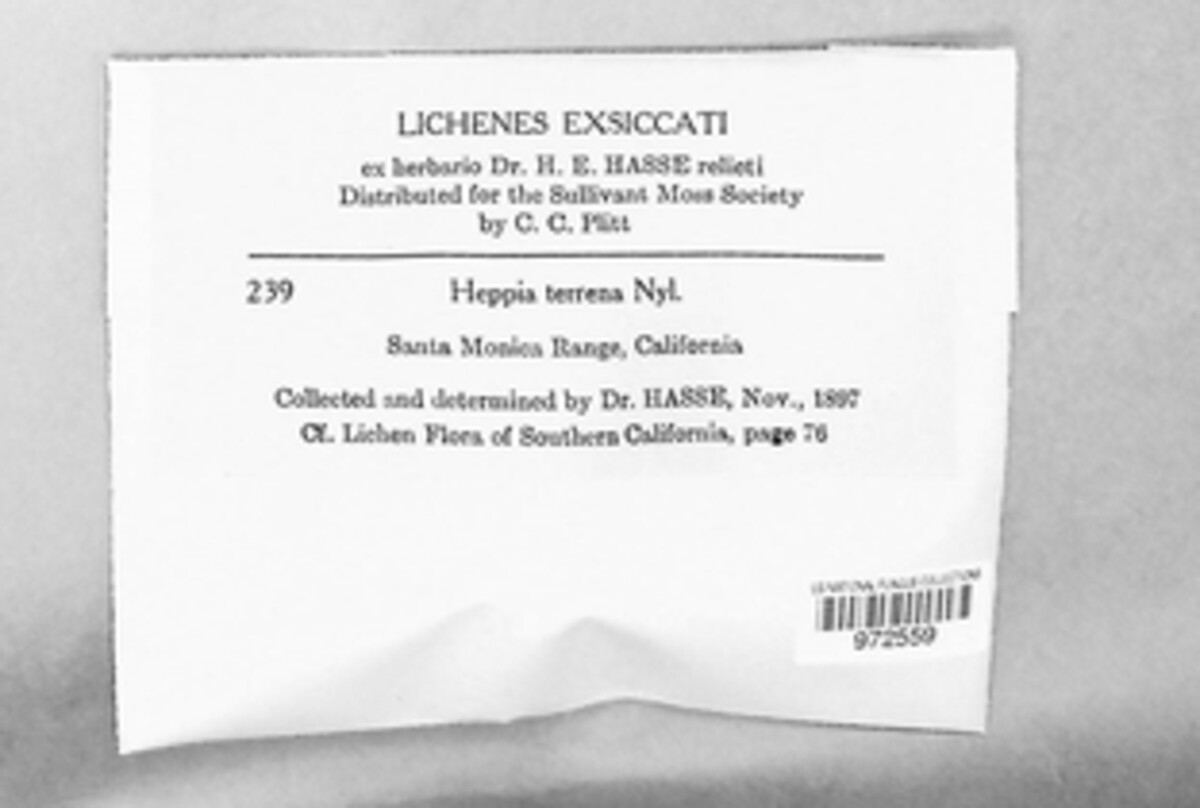 LICHENES EXSICCATI
ex herbario Dr. H. E. HASSE relicti
Distributed for the Sullivant Moss Society
by C. C. Plitt
239 Heppia terrena Nyl.
Santa Monica Range, California
Collected and determined by Dr. HASSE, Nov., 1897
Cf. Lichen Flora of Southern California, page 76
972559